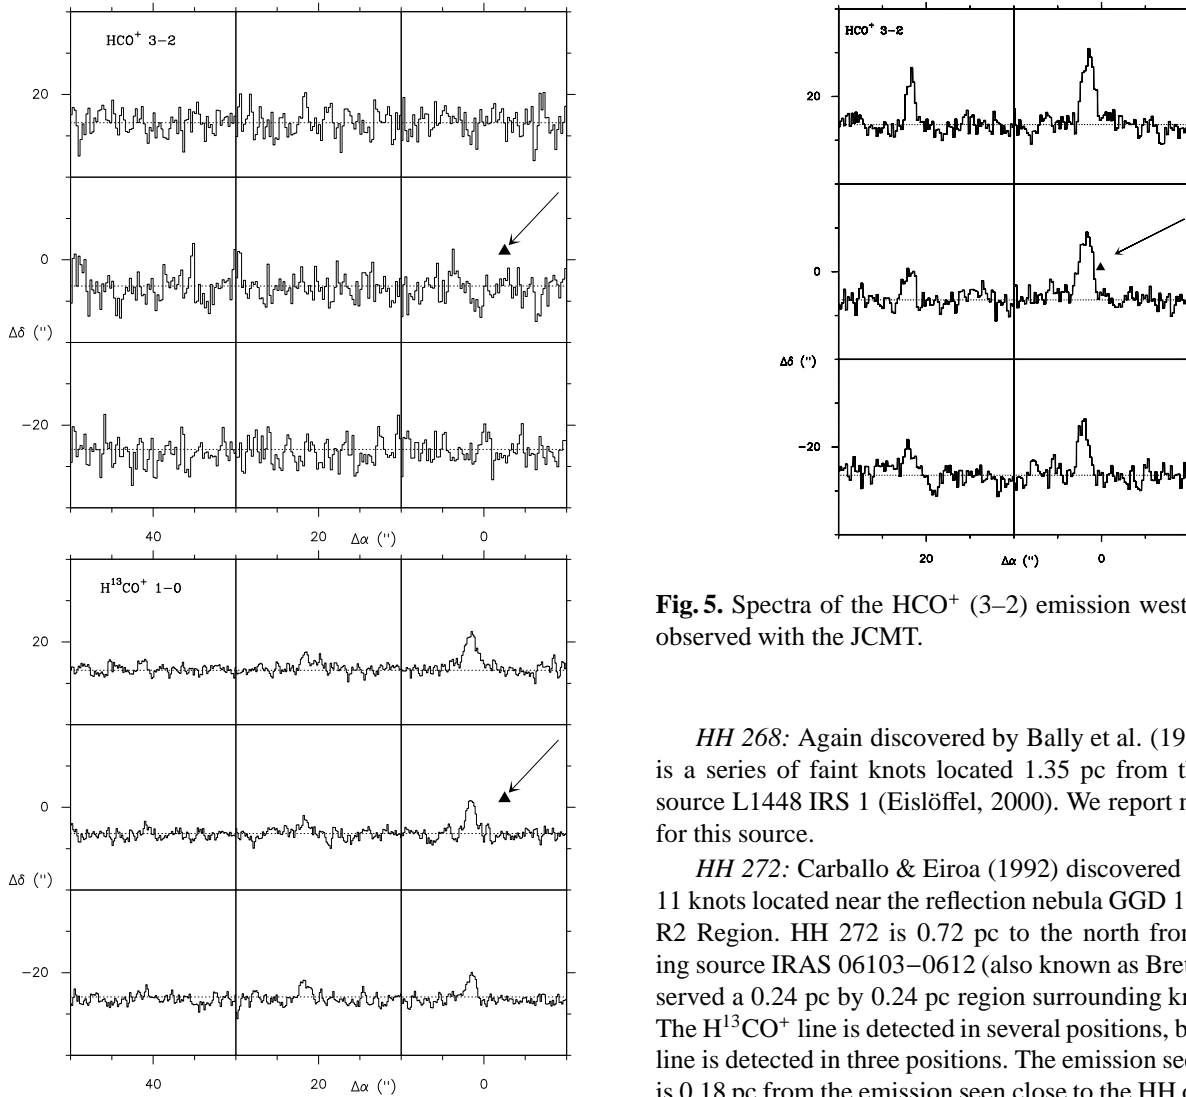 HCO⁺ 3-2
20
0
Δδ (")
-20
40
20
Δα (")
0
H¹³CO⁺ 1-0
20
0
Δδ (")
-20
40
20
Δα (")
0
HCO⁺ 3-2
20
0
Δδ (")
-20
20
Δα (")
0
Fig. 5. Spectra of the HCO⁺ (3–2) emission west
observed with the JCMT.
HH 268: Again discovered by Bally et al. (19
is a series of faint knots located 1.35 pc from th
source L1448 IRS 1 (Eislöffel, 2000). We report n
for this source.
HH 272: Carballo & Eiroa (1992) discovered
11 knots located near the reflection nebula GGD 1
R2 Region. HH 272 is 0.72 pc to the north from
ing source IRAS 06103−0612 (also known as Bret
served a 0.24 pc by 0.24 pc region surrounding kn
The H¹³CO⁺ line is detected in several positions, b
line is detected in three positions. The emission see
is 0.18 pc from the emission seen close to the HH